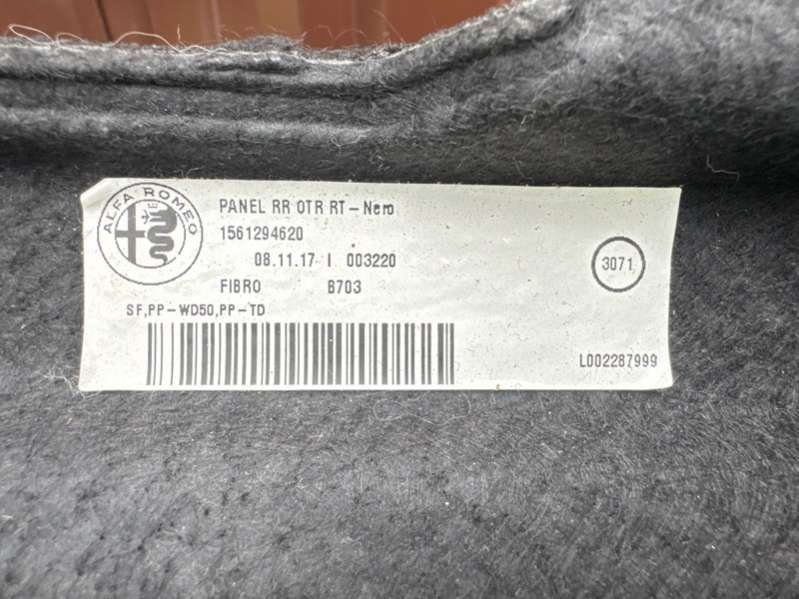 ALFA ROMEO
PANEL RR OTR RT-Nero
1561294620
08.11.17 I 003220
3071
FIBRO B703
SF,PP-WD50,PP-TD
L002287999